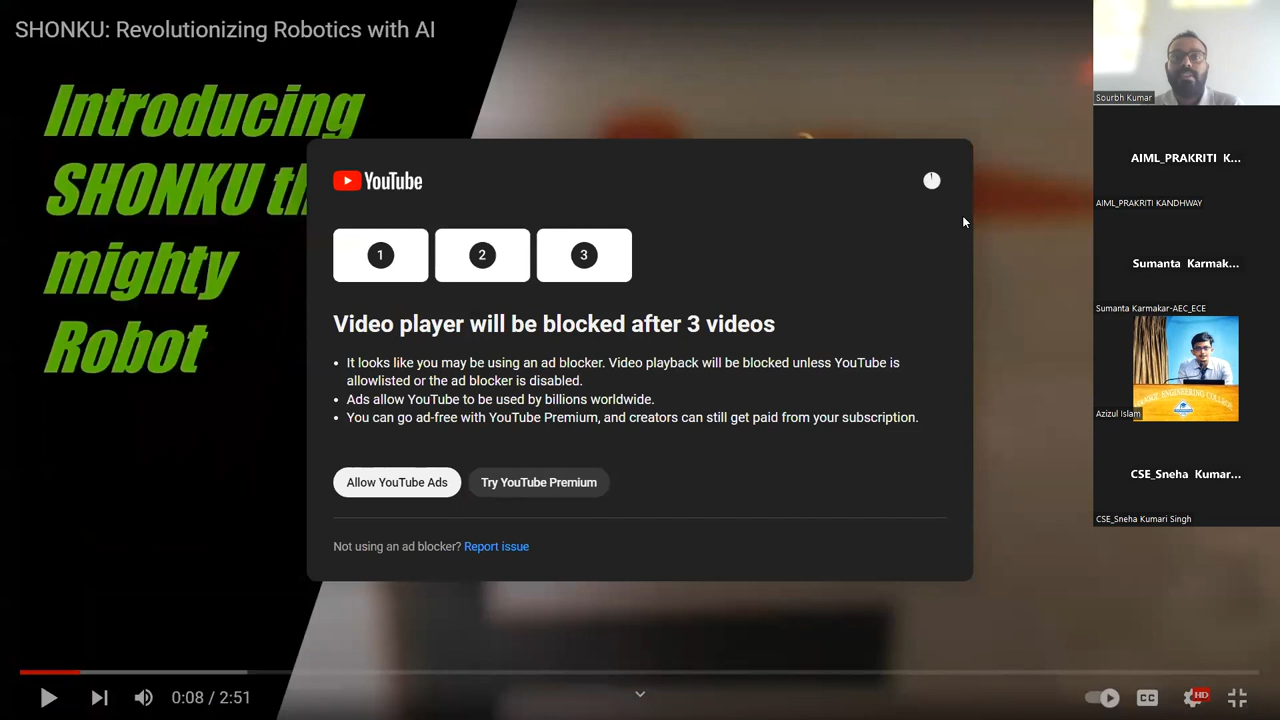 SHONKU: Revolutionizing Robotics with AI
Introducing
SHONKU th
mighty
Robot
YouTube
1
2
3
Video player will be blocked after 3 videos
• It looks like you may be using an ad blocker. Video playback will be blocked unless YouTube is
allowlisted or the ad blocker is disabled.
• Ads allow YouTube to be used by billions worldwide.
• You can go ad-free with YouTube Premium, and creators can still get paid from your subscription.
Allow YouTube Ads
Try YouTube Premium
Not using an ad blocker? Report issue
0:08 / 2:51
CC
HD
Sourbh Kumar
AIML_PRAKRITI K...
AIML_PRAKRITI KANDHWAY
Sumanta Karmak...
Sumanta Karmakar-AEC_ECE
ENGINEERING COLLEG
Azizul Islam
CSE_Sneha Kumar...
CSE_Sneha Kumari Singh